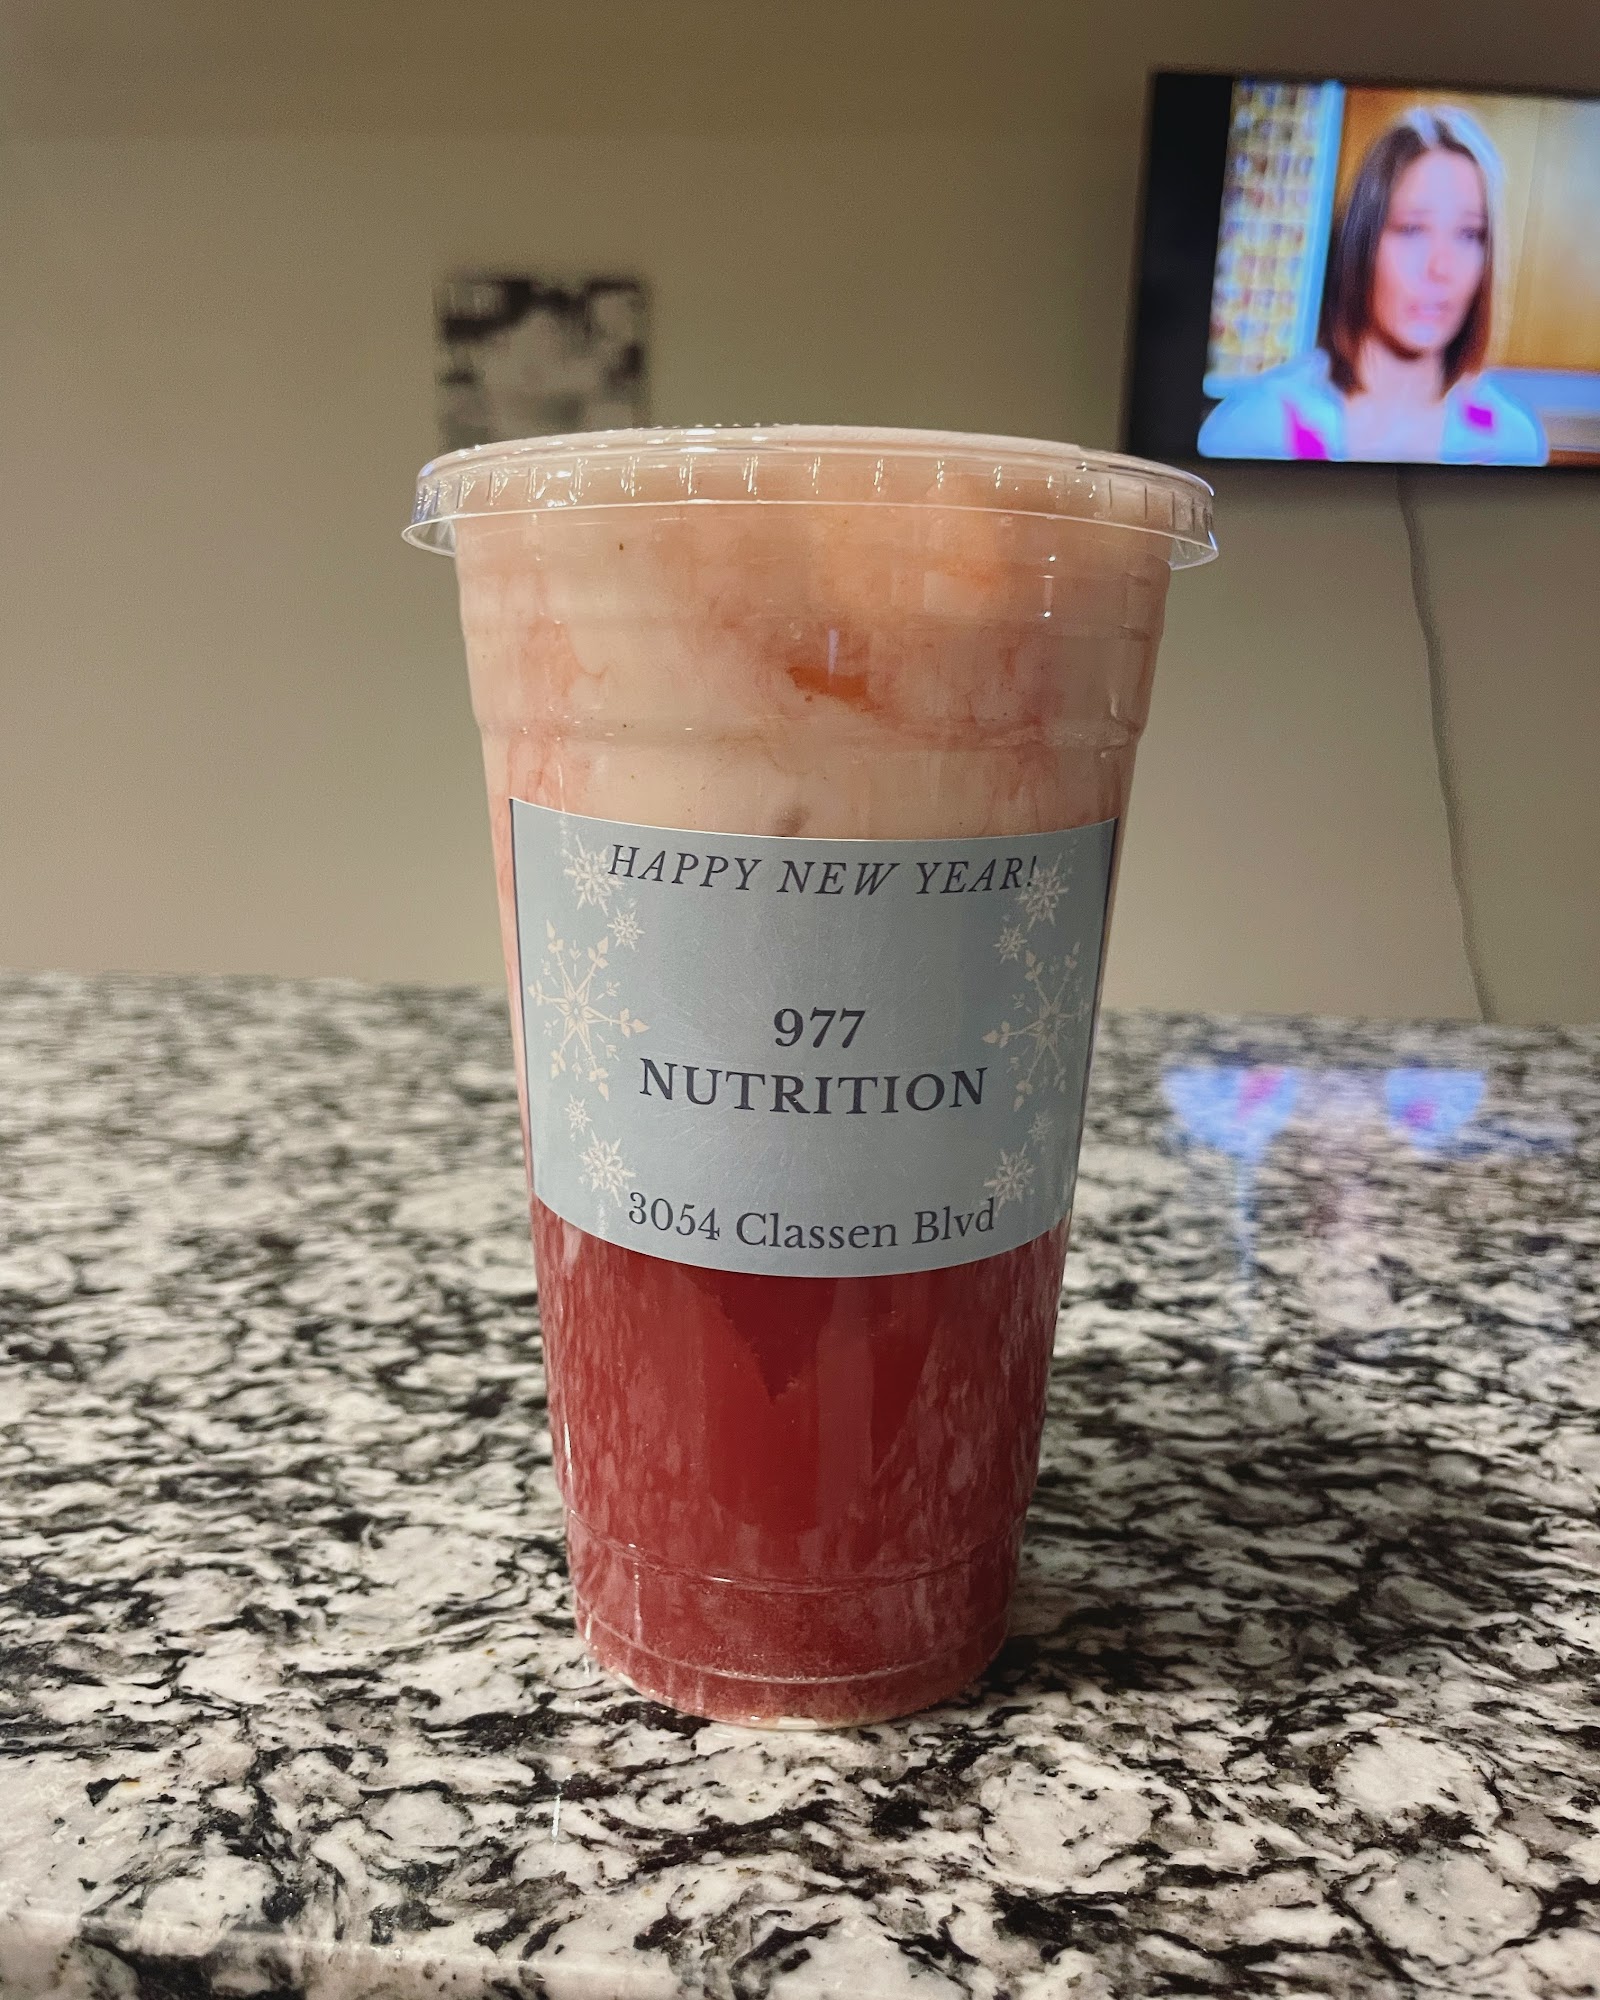 HAPPY NEW YEAR!
977
NUTRITION
3054 Classen Blvd